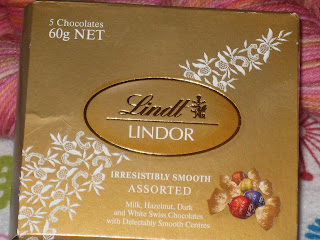 5 Chocolates
60g NET
Lindt
LINDOR
IRRESISTIBLY SMOOTH
ASSORTED
Milk, Hazelnut, Dark
and White Swiss Chocolates
with Delectably Smooth Centres